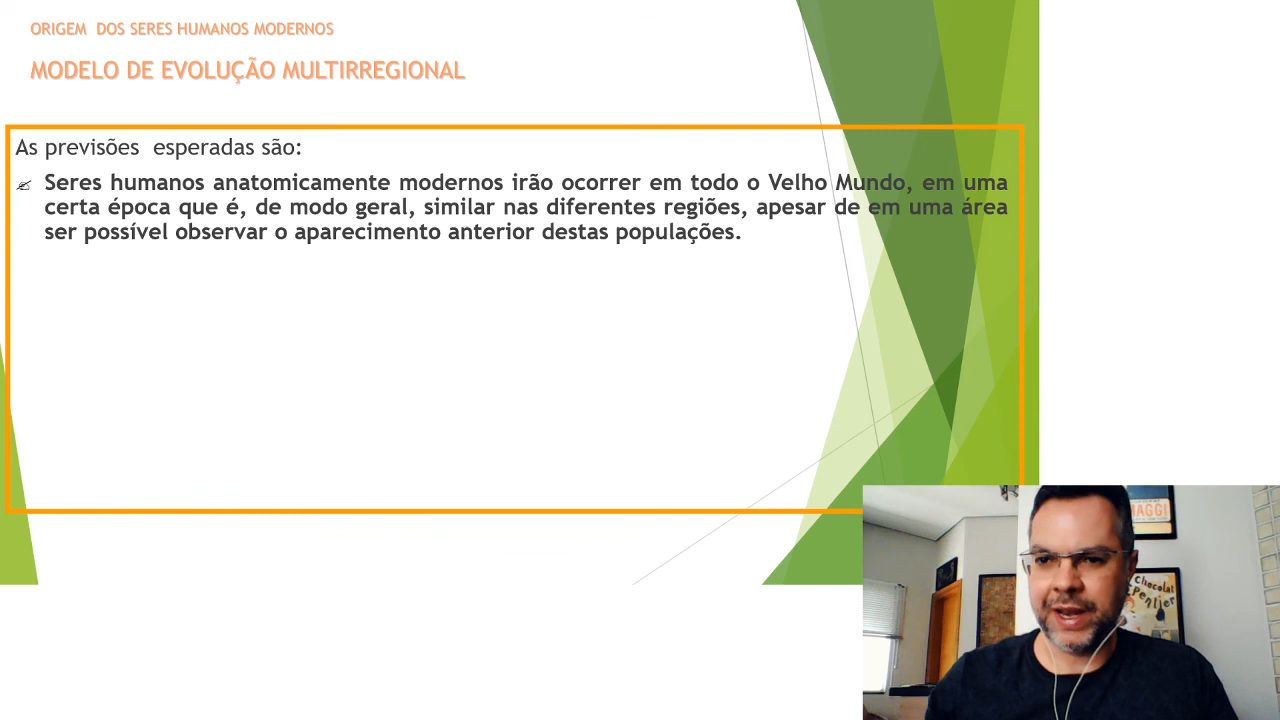 ORIGEM  DOS SERES HUMANOS MODERNOS
MODELO DE EVOLUÇÃO MULTIRREGIONAL
As previsões  esperadas são:
Seres humanos anatomicamente modernos irão ocorrer em todo o Velho Mundo, em uma
certa época que é, de modo geral, similar nas diferentes regiões, apesar de em uma área
ser possível observar o aparecimento anterior destas populações.
MAGGI
Chocolat